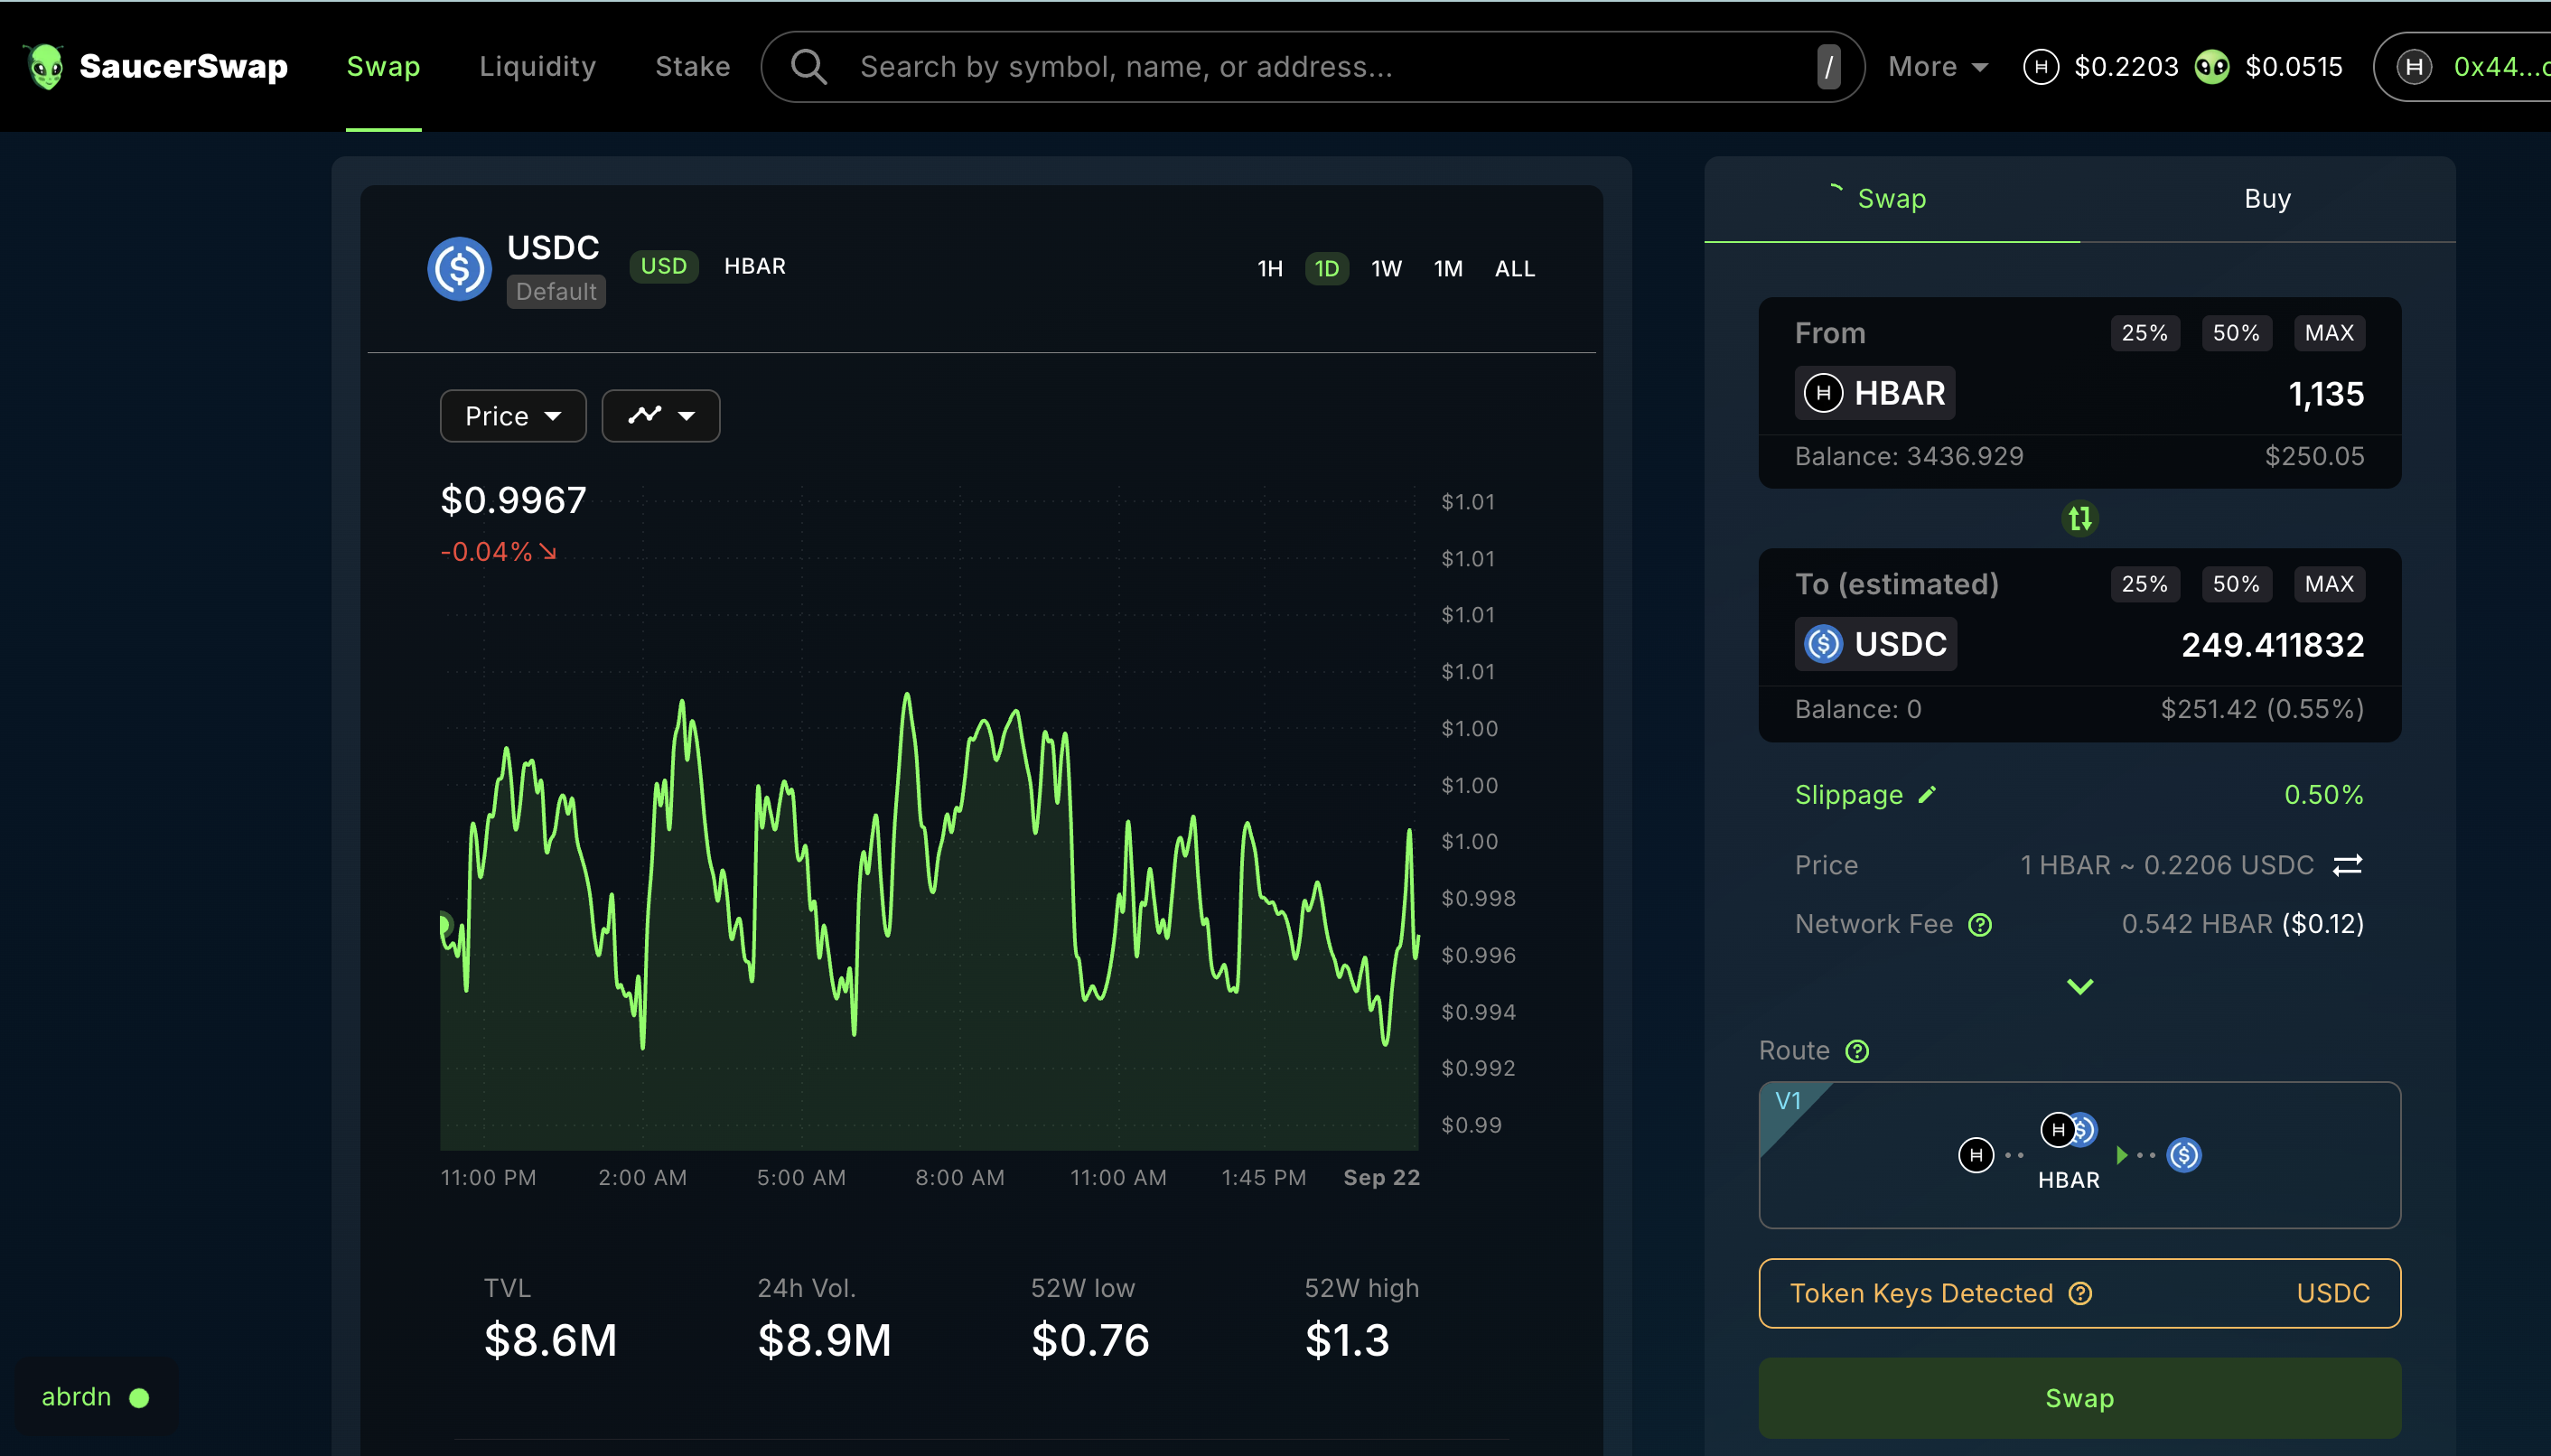 SaucerSwap
Swap
Liquidity
Stake
Search by symbol, name, or address...
/
More
$0.2203
$0.0515
0x44...
USDC
Default
USD
HBAR
1H
1D
1W
1M
ALL
Price
$0.9967
-0.04%
$1.01
$1.01
$1.01
$1.01
$1.00
$1.00
$1.00
$0.998
$0.996
$0.994
$0.992
$0.99
11:00 PM
2:00 AM
5:00 AM
8:00 AM
11:00 AM
1:45 PM
Sep 22
TVL
24h Vol.
52W low
52W high
$8.6M
$8.9M
$0.76
$1.3
abrdn
Swap
Buy
From
25%
50%
MAX
HBAR
1,135
Balance: 3436.929
$250.05
To (estimated)
25%
50%
MAX
USDC
249.411832
Balance: 0
$251.42 (0.55%)
Slippage
0.50%
Price
1 HBAR ~ 0.2206 USDC
Network Fee
0.542 HBAR ($0.12)
Route
V1
HBAR
Token Keys Detected
USDC
Swap